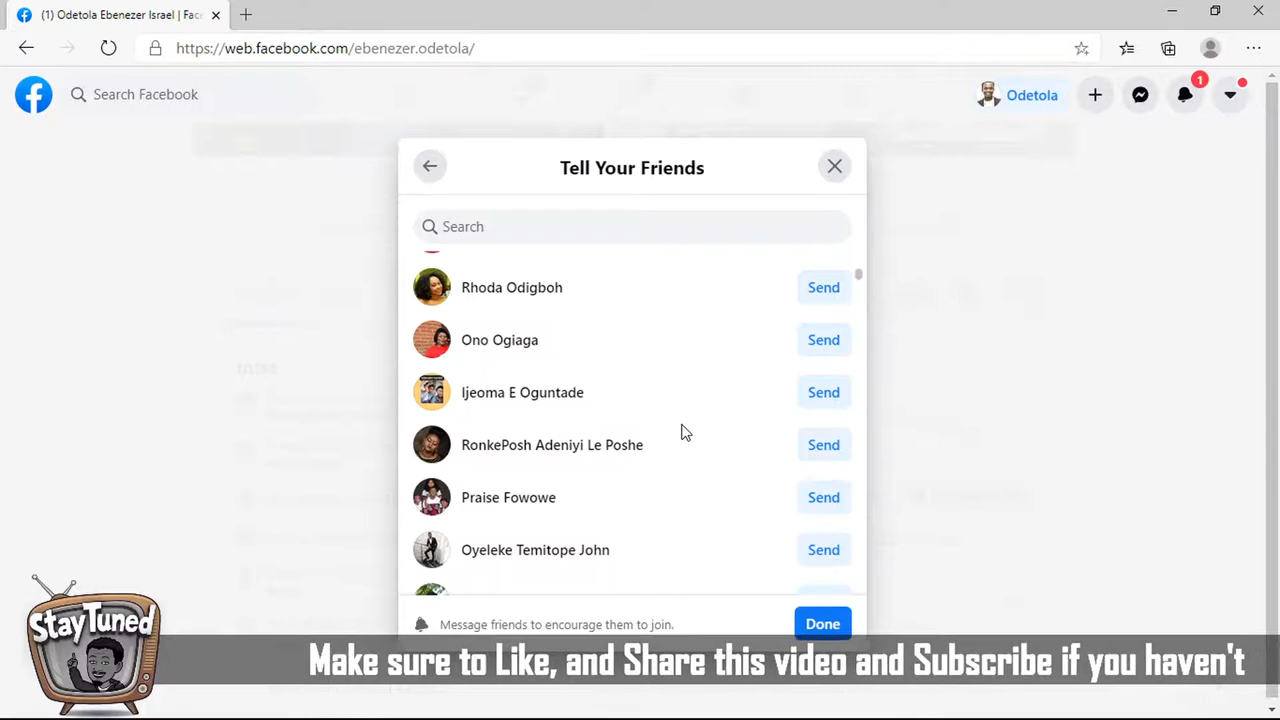 (1) Odetola Ebenezer Israel | Fac
https://web.facebook.com/ebenezer.odetola/
Search Facebook
Odetola
1
Tell Your Friends
Search
Rhoda Odigboh
Send
Ono Ogiaga
Send
Ijeoma E Oguntade
Send
RonkePosh Adeniyi Le Poshe
Send
Praise Fowowe
Send
Oyeleke Temitope John
Send
Message friends to encourage them to join.
Done
StayTuned
Make sure to Like, and Share this video and Subscribe if you haven't